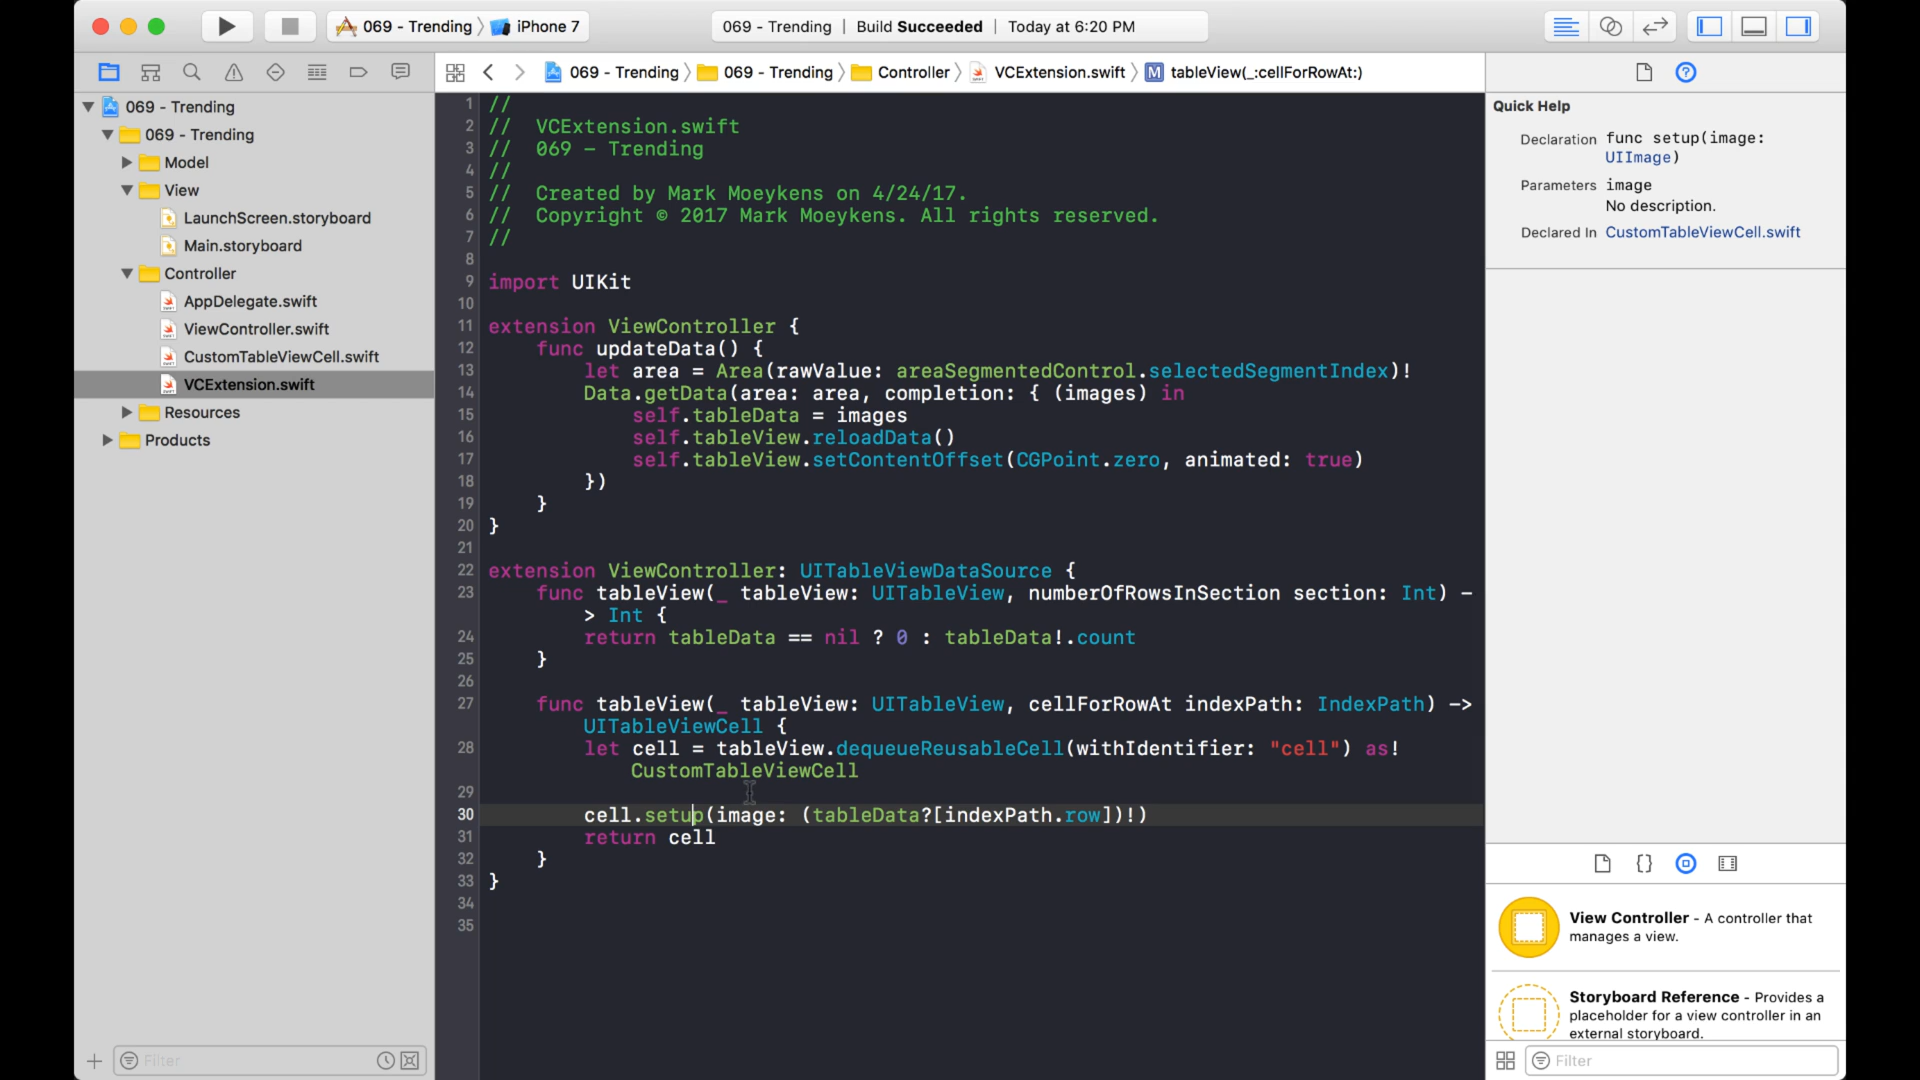 069 - Trending iPhone 7
069 - Trending | Build Succeeded | Today at 6:20 PM
069 - Trending 069 - Trending Controller VCExtension.swift M tableView(_:cellForRowAt:)
069 - Trending
069 - Trending
Model
View
LaunchScreen.storyboard
Main.storyboard
Controller
AppDelegate.swift
ViewController.swift
CustomTableViewCell.swift
VCExtension.swift
Resources
Products
Filter
1 //
2 //  VCExtension.swift
3 //  069 - Trending
4 //
5 //  Created by Mark Moeykens on 4/24/17.
6 //  Copyright © 2017 Mark Moeykens. All rights reserved.
7 //
8
9 import UIKit
10
11 extension ViewController {
12 func updateData() {
13 let area = Area(rawValue: areaSegmentedControl.selectedSegmentIndex)!
14 Data.getData(area: area, completion: { (images) in
15 self.tableData = images
16 self.tableView.reloadData()
17 self.tableView.setContentOffset(CGPoint.zero, animated: true)
18 })
19 }
20 }
21
22 extension ViewController: UITableViewDataSource {
23 func tableView(_ tableView: UITableView, numberOfRowsInSection section: Int) -
> Int {
24 return tableData == nil ? 0 : tableData!.count
25 }
26
27 func tableView(_ tableView: UITableView, cellForRowAt indexPath: IndexPath) ->
UITableViewCell {
28 let cell = tableView.dequeueReusableCell(withIdentifier: "cell") as!
CustomTableViewCell
29
30 cell.setup(image: (tableData?[indexPath.row])!)
31 return cell
32 }
33 }
34
35
Quick Help
Declaration func setup(image:
UIImage)
Parameters image
No description.
Declared In CustomTableViewCell.swift
{}
View Controller - A controller that
manages a view.
Storyboard Reference - Provides a
placeholder for a view controller in an
external storyboard.
Filter